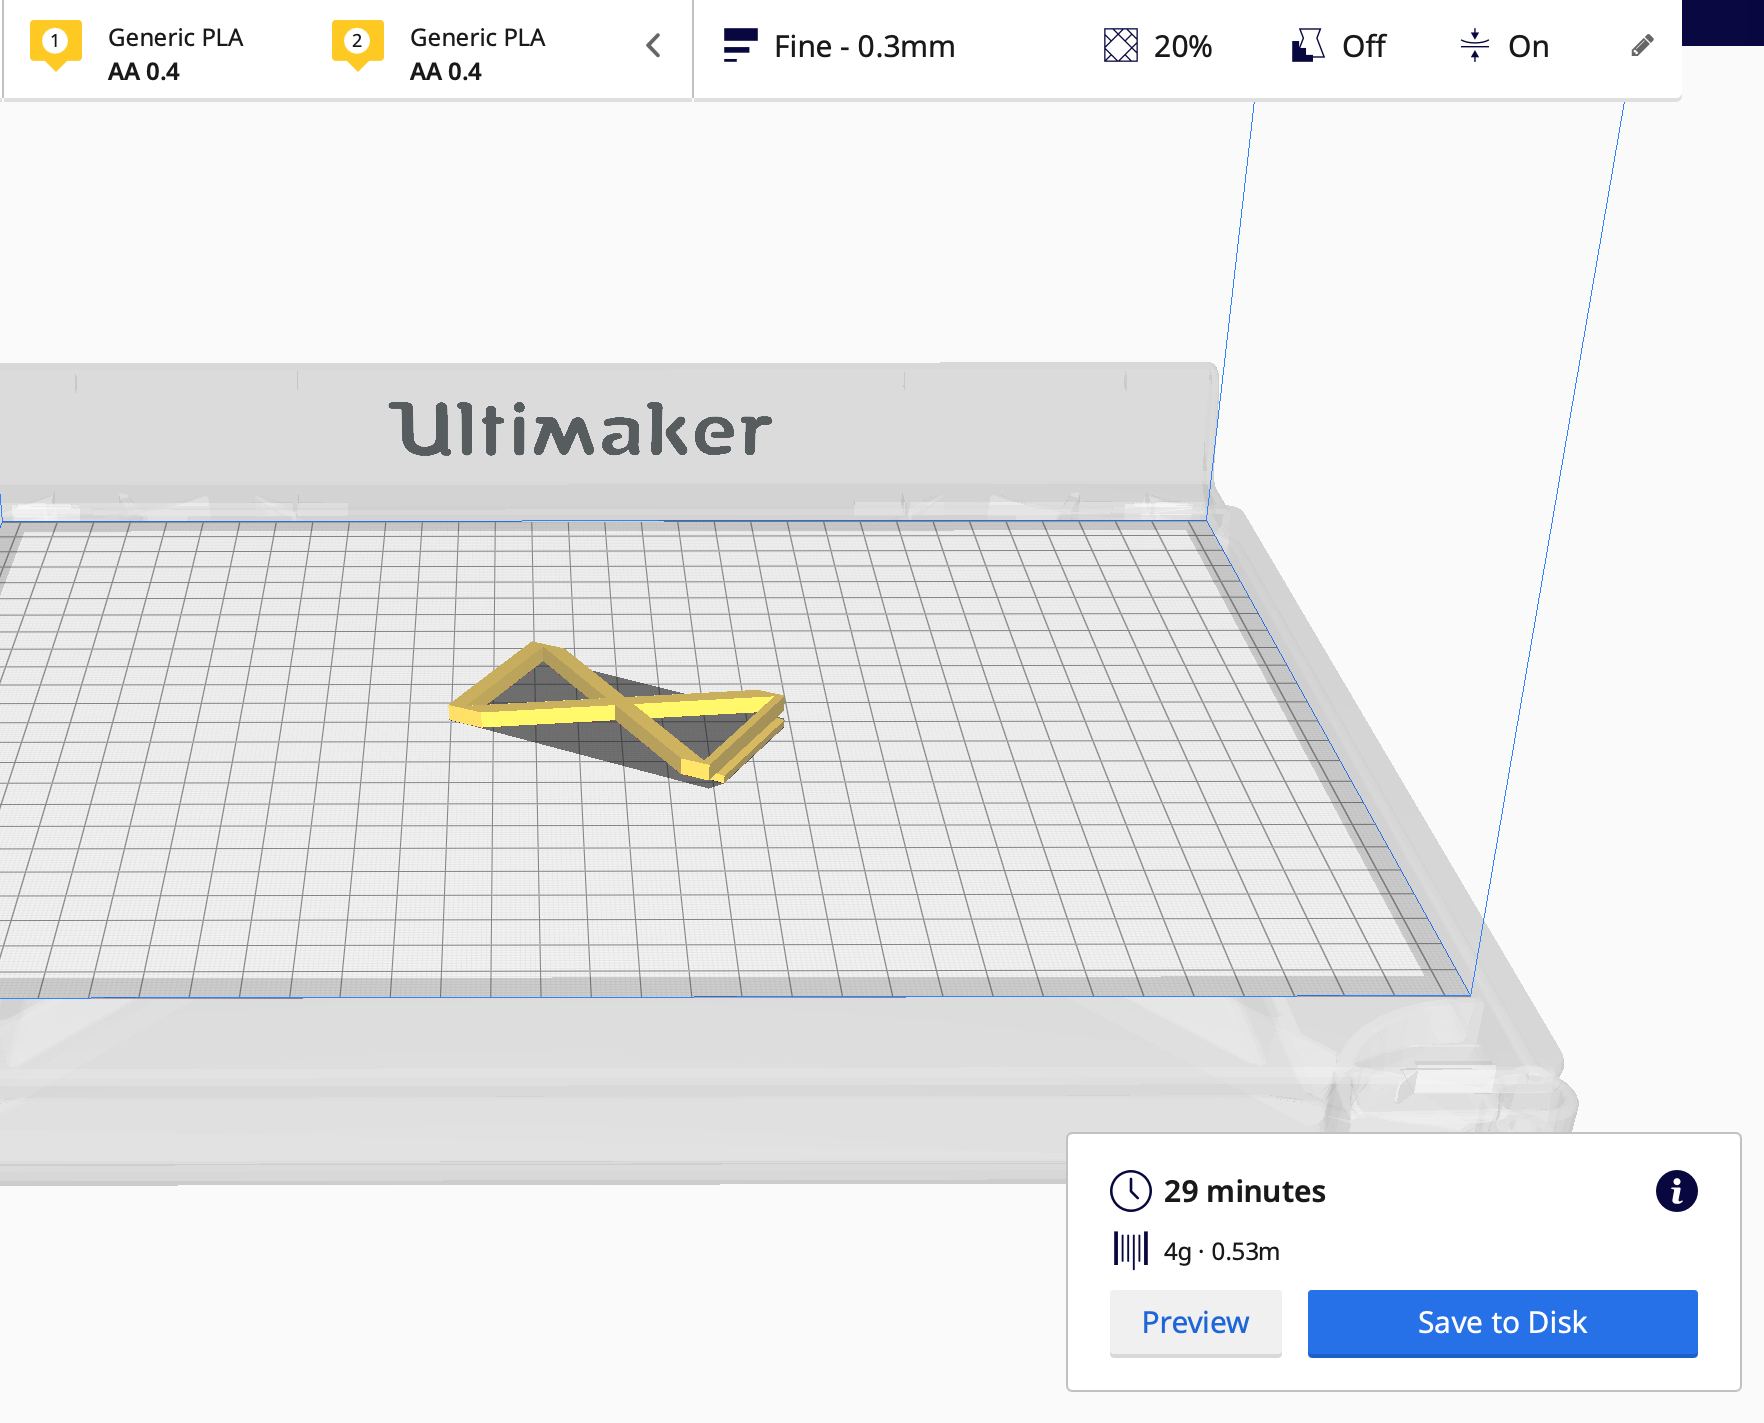 1 Generic PLA
AA 0.4
2 Generic PLA
AA 0.4
Fine - 0.3mm
20%
Off
On
Ultimaker
29 minutes
i
4g · 0.53m
Preview
Save to Disk